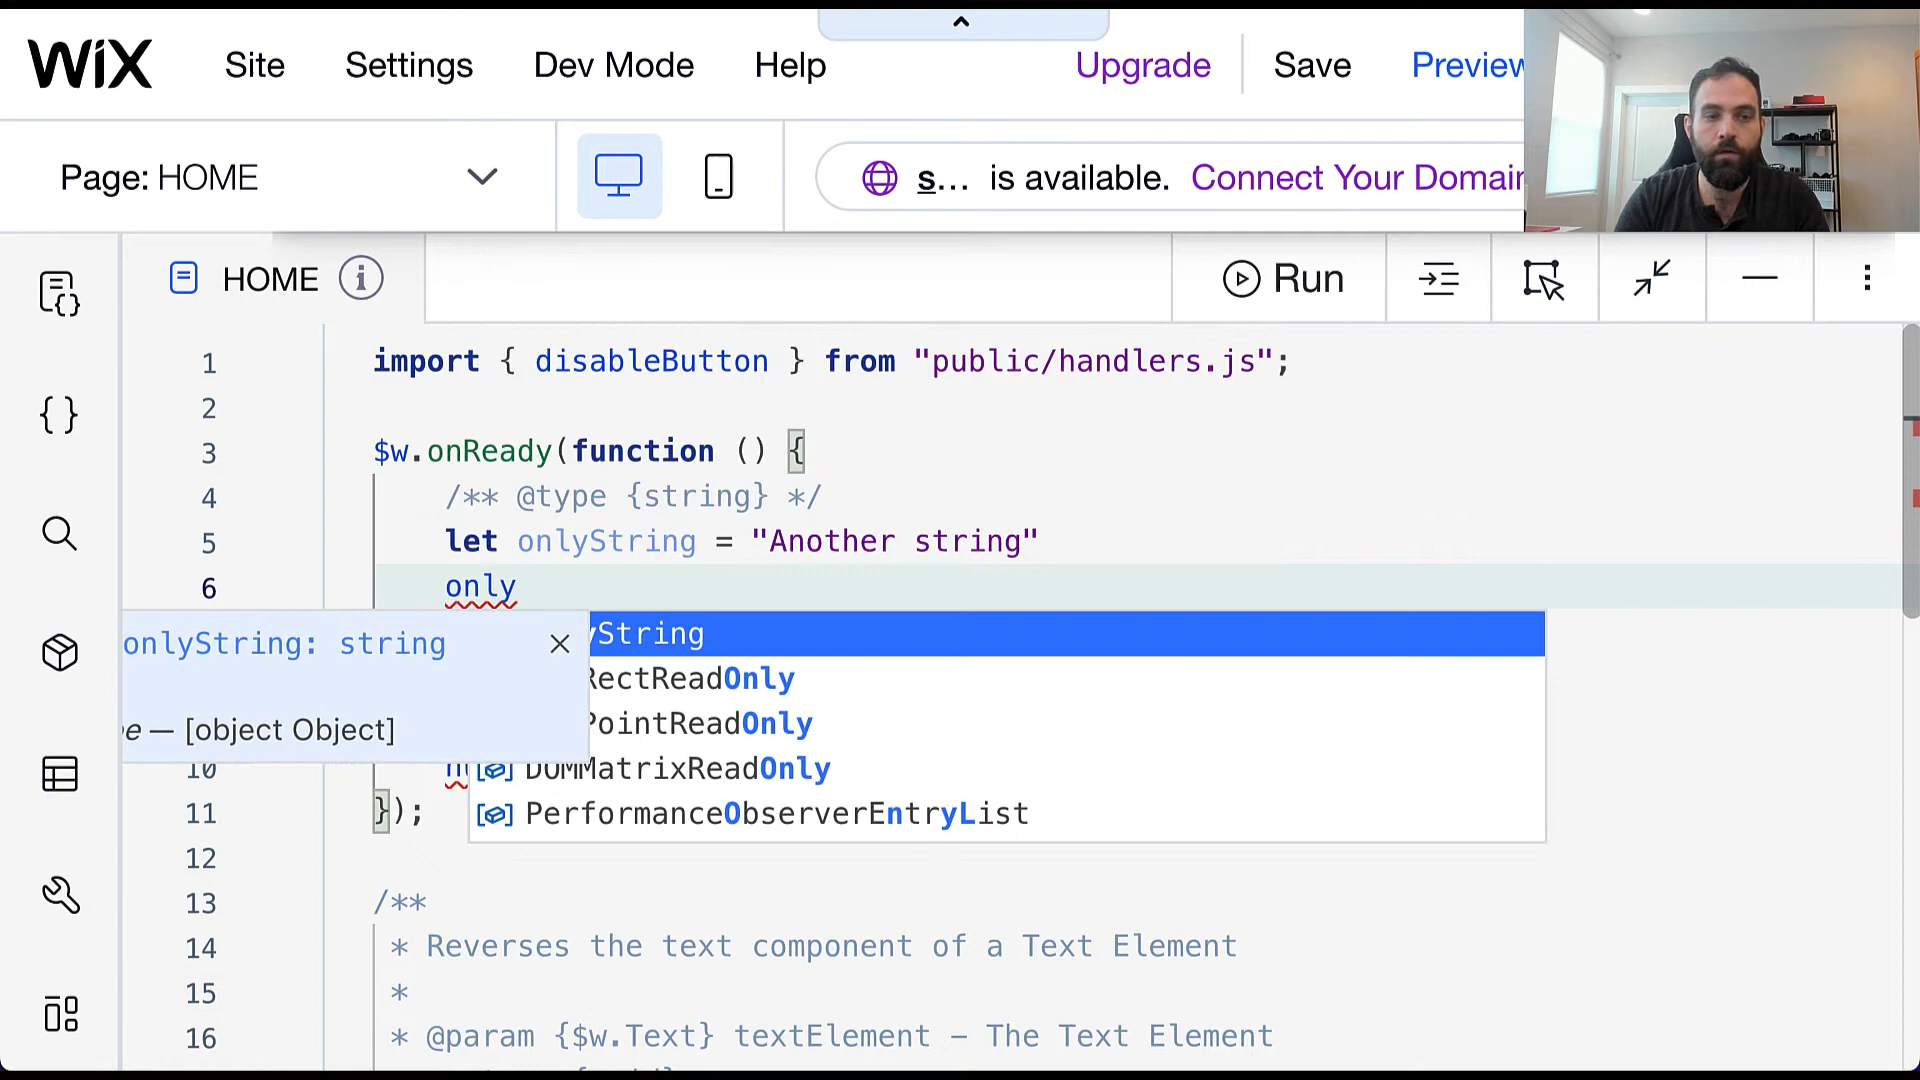 WiX Site Settings Dev Mode Help Upgrade Save Preview
Page: HOME s... is available. Connect Your Domain
HOME Run
1 import { disableButton } from "public/handlers.js";
2
3 $w.onReady(function () {
4 /** @type {string} */
5 let onlyString = "Another string"
6 only
onlyString: string yString
RectReadOnly
PointReadOnly
e — [object Object]
10 DOMMatrixReadOnly
11 }); PerformanceObserverEntryList
12
13 /**
14 * Reverses the text component of a Text Element
15 *
16 * @param {$w.Text} textElement – The Text Element